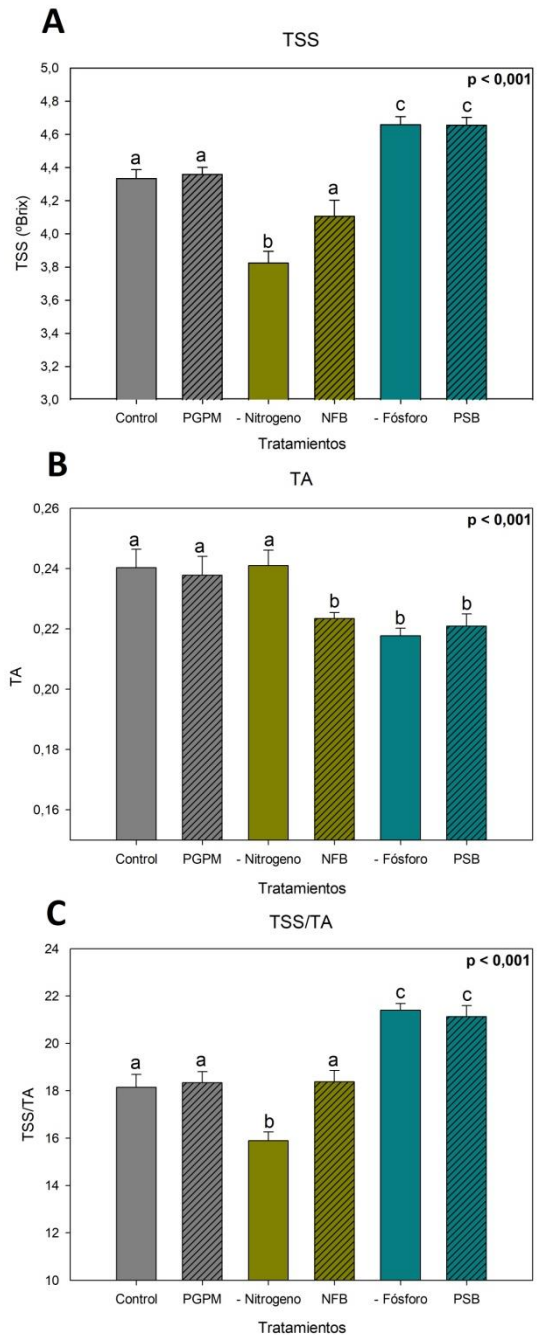 A
TSS
p < 0,001
5,0
4,8
4,6
4,4
4,2
4,0
3,8
3,6
3,4
3,2
3,0
TSS (ºBrix)
a
a
b
a
c
c
Control
PGPM
- Nitrogeno
NFB
- Fósforo
PSB
Tratamientos
B
TA
p < 0,001
0,26
0,24
0,22
0,20
0,18
0,16
TA
a
a
a
b
b
b
Control
PGPM
- Nitrogeno
NFB
- Fósforo
PSB
Tratamientos
C
TSS/TA
p < 0,001
24
22
20
18
16
14
12
10
TSS/TA
a
a
b
a
c
c
Control
PGPM
- Nitrogeno
NFB
- Fósforo
PSB
Tratamientos